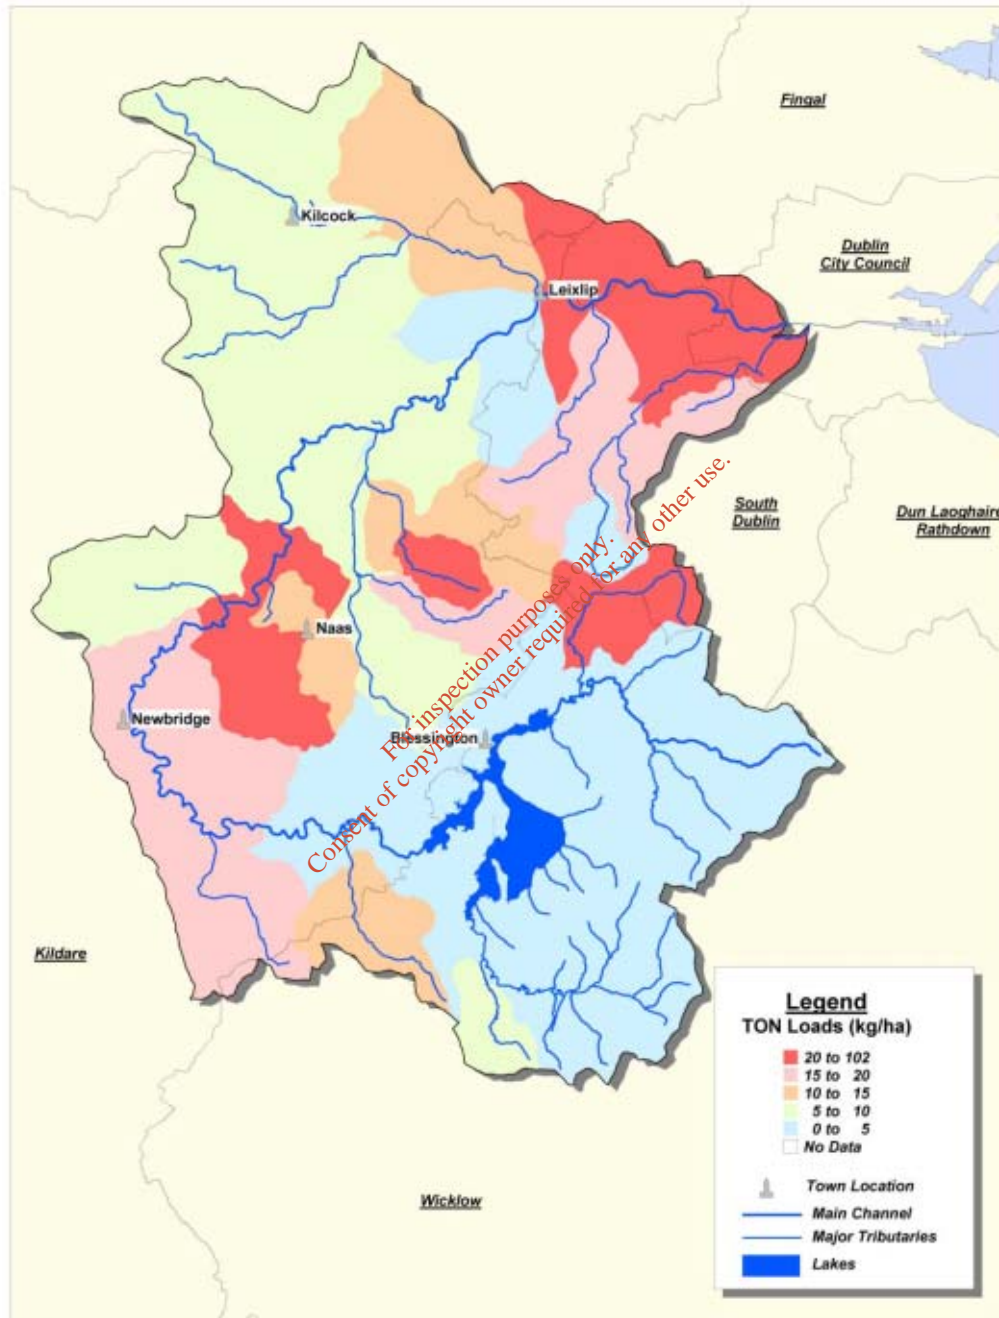 Fingal
Dublin
City Council
Kilcock
Leixlip
South
Dublin
Dun Laoghaire
Rathdown
Naas
Newbridge
Blessington
For inspection purposes only.
Consent of copyright owner required for any other use.
Kildare
Wicklow
Legend
TON Loads (kg/ha)
20 to 102
15 to 20
10 to 15
5 to 10
0 to 5
No Data
Town Location
Main Channel
Major Tributaries
Lakes